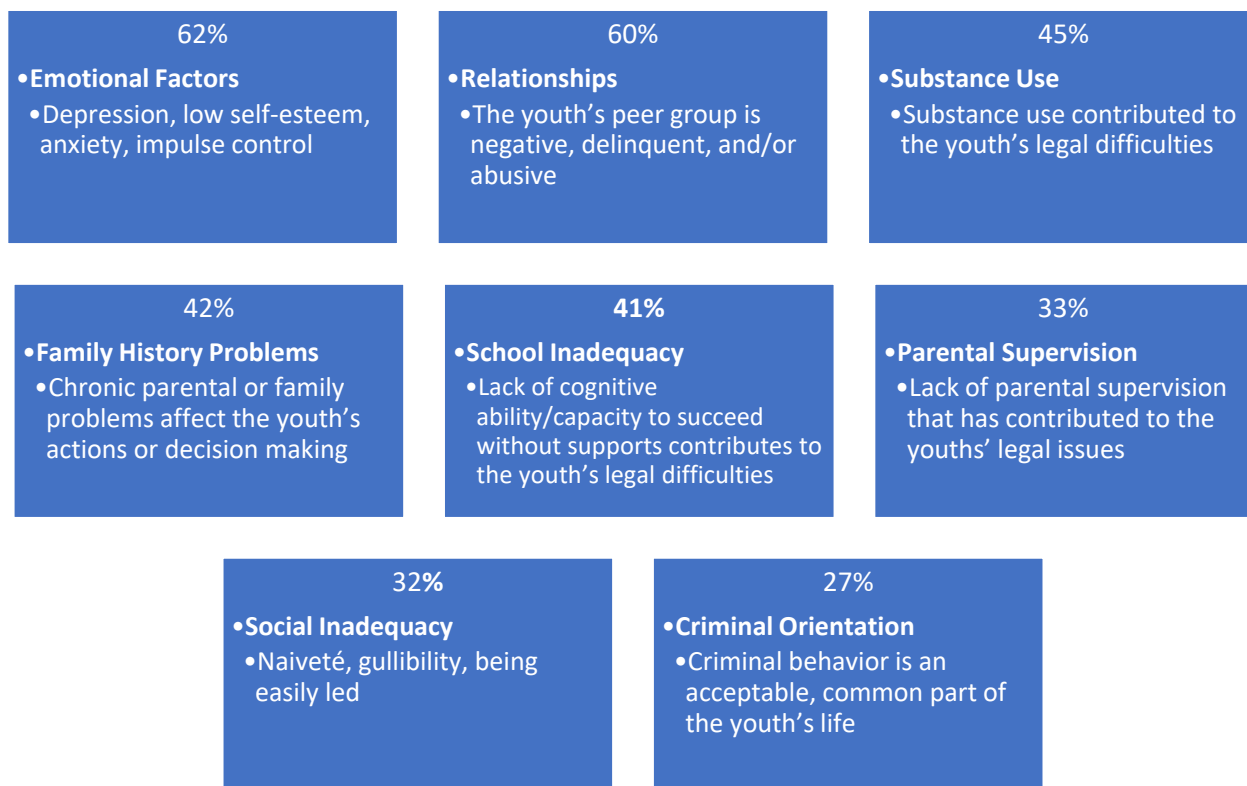 62%
•Emotional Factors
•Depression, low self-esteem,
anxiety, impulse control
60%
•Relationships
•The youth’s peer group is
negative, delinquent, and/or
abusive
45%
•Substance Use
•Substance use contributed to
the youth’s legal difficulties
42%
•Family History Problems
•Chronic parental or family
problems affect the youth’s
actions or decision making
41%
•School Inadequacy
•Lack of cognitive
ability/capacity to succeed
without supports contributes to
the youth’s legal difficulties
33%
•Parental Supervision
•Lack of parental supervision
that has contributed to the
youths’ legal issues
32%
•Social Inadequacy
•Naiveté, gullibility, being
easily led
27%
•Criminal Orientation
•Criminal behavior is an
acceptable, common part of
the youth’s life